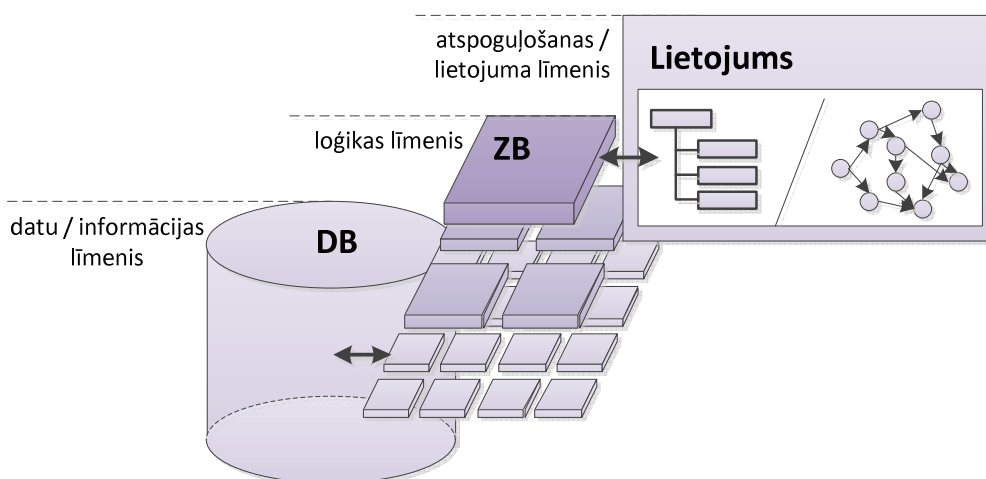 atspoguļošanas /
lietojuma līmenis
Lietojums
loģikas līmenis
ZB
datu / informācijas
līmenis
DB